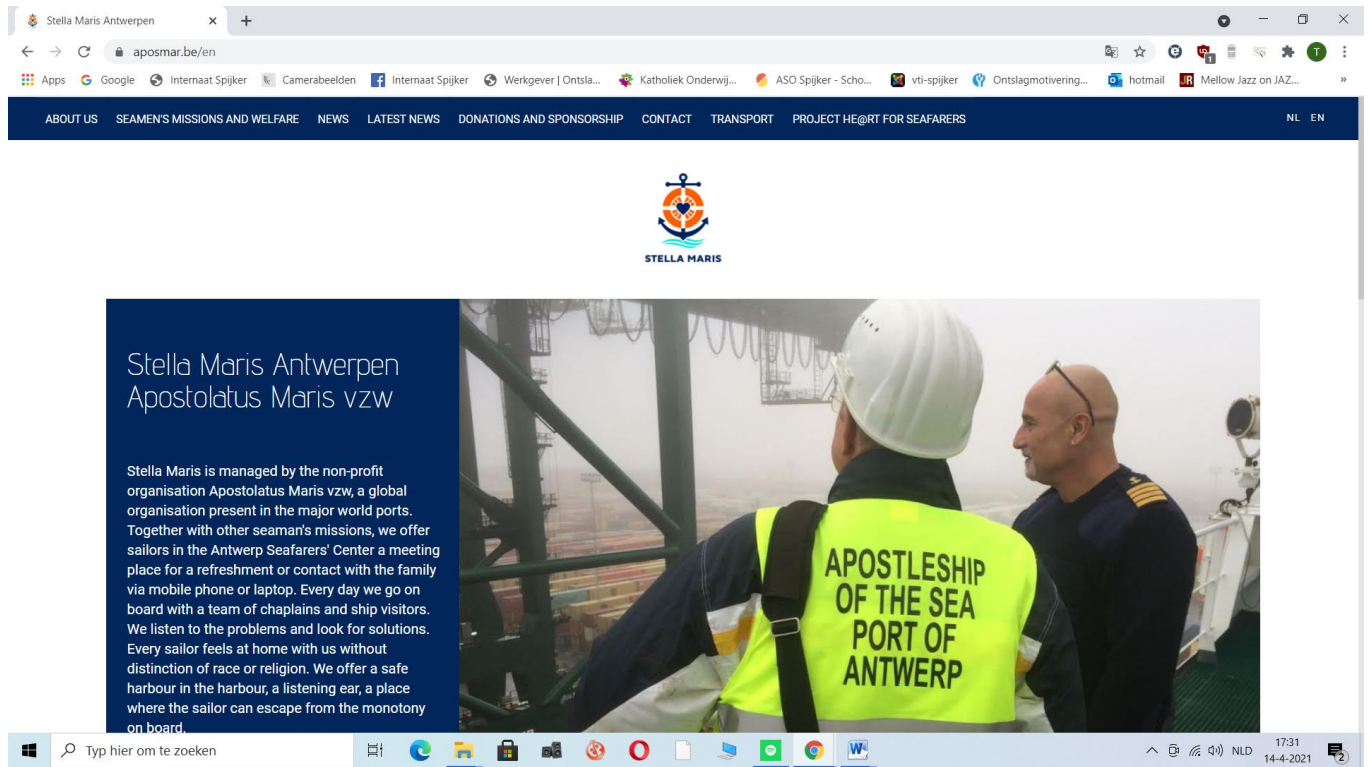 Stella Maris Antwerpen
aposmar.be/en
1
T
Apps Google Internaat Spijker Camerabeelden Internaat Spijker Werkgever | Ontsla... Katholiek Onderwij... ASO Spijker - Scho... vti-spijker Ontslagmotivering... hotmail JR Mellow Jazz on JAZ... »
ABOUT US SEAMEN'S MISSIONS AND WELFARE NEWS LATEST NEWS DONATIONS AND SPONSORSHIP CONTACT TRANSPORT PROJECT HE@RT FOR SEAFARERS NL EN
STELLA MARIS
Stella Maris Antwerpen
Apostolatus Maris vzw
Stella Maris is managed by the non-profit
organisation Apostolatus Maris vzw, a global
organisation present in the major world ports.
Together with other seaman's missions, we offer
sailors in the Antwerp Seafarers' Center a meeting
place for a refreshment or contact with the family
via mobile phone or laptop. Every day we go on
board with a team of chaplains and ship visitors.
We listen to the problems and look for solutions.
Every sailor feels at home with us without
distinction of race or religion. We offer a safe
harbour in the harbour, a listening ear, a place
where the sailor can escape from the monotony
on board.
APOSTLESHIP
OF THE SEA
PORT OF
ANTWERP
Typ hier om te zoeken
NLD
17:31
14-4-2021
2